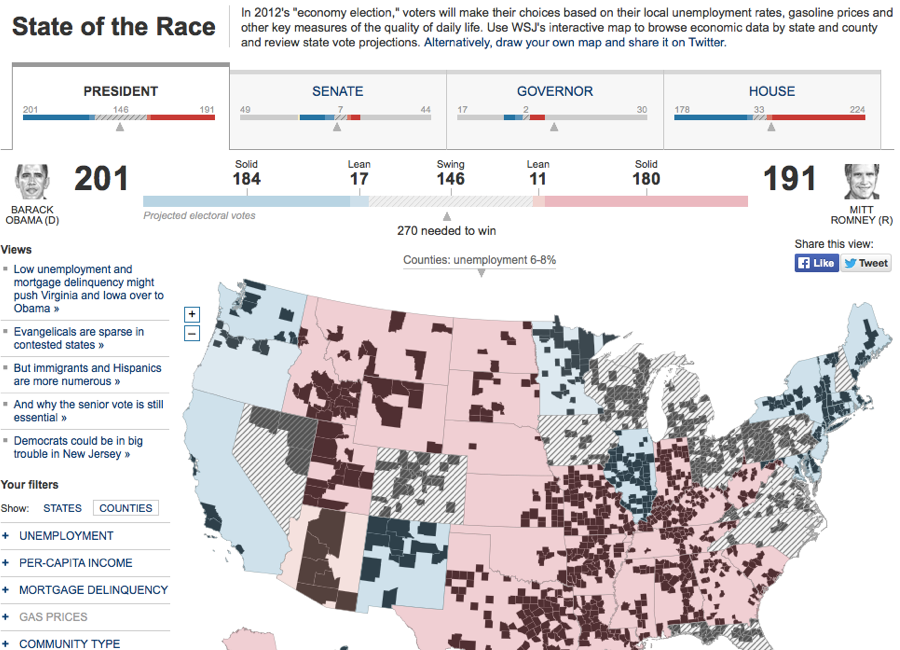 State of the Race
In 2012's "economy election," voters will make their choices based on their local unemployment rates, gasoline prices and
other key measures of the quality of daily life. Use WSJ's interactive map to browse economic data by state and county
and review state vote projections. Alternatively, draw your own map and share it on Twitter.
PRESIDENT
201 146 191
SENATE
49 7 44
GOVERNOR
17 2 30
HOUSE
178 33 224
BARACK
OBAMA (D)
201
Solid
184
Lean
17
Swing
146
Lean
11
Solid
180
191
MITT
ROMNEY (R)
Projected electoral votes
270 needed to win
Share this view:
Like
Tweet
Counties: unemployment 6-8%
+
−
Views
Low unemployment and
mortgage delinquency might
push Virginia and Iowa over to
Obama »
Evangelicals are sparse in
contested states »
But immigrants and Hispanics
are more numerous »
And why the senior vote is still
essential »
Democrats could be in big
trouble in New Jersey »
Your filters
Show: STATES COUNTIES
+ UNEMPLOYMENT
+ PER-CAPITA INCOME
+ MORTGAGE DELINQUENCY
+ GAS PRICES
+ COMMUNITY TYPE